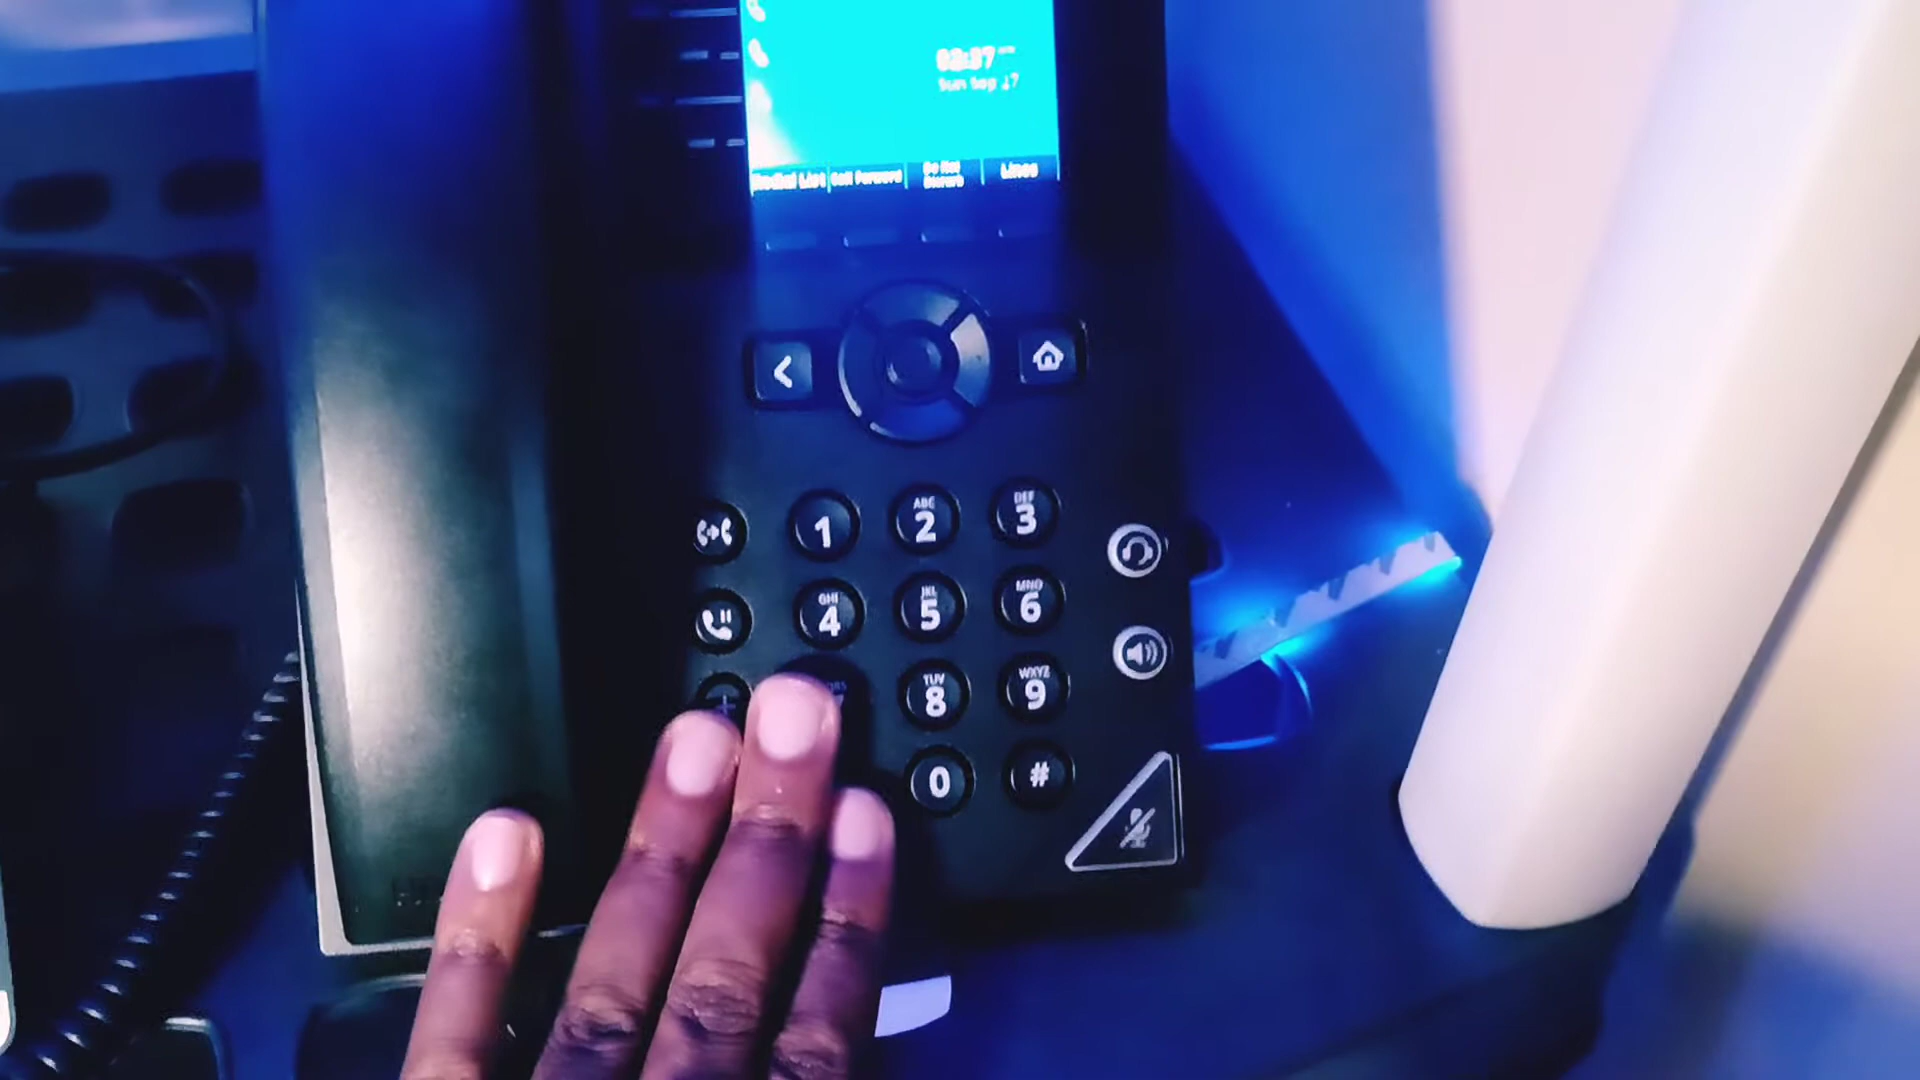 Redial List
Call Forward
Do Not
Disturb
Lines
1
ABC
2
DEF
3
GHI
4
JKL
5
MNO
6
TUV
8
WXYZ
9
0
#